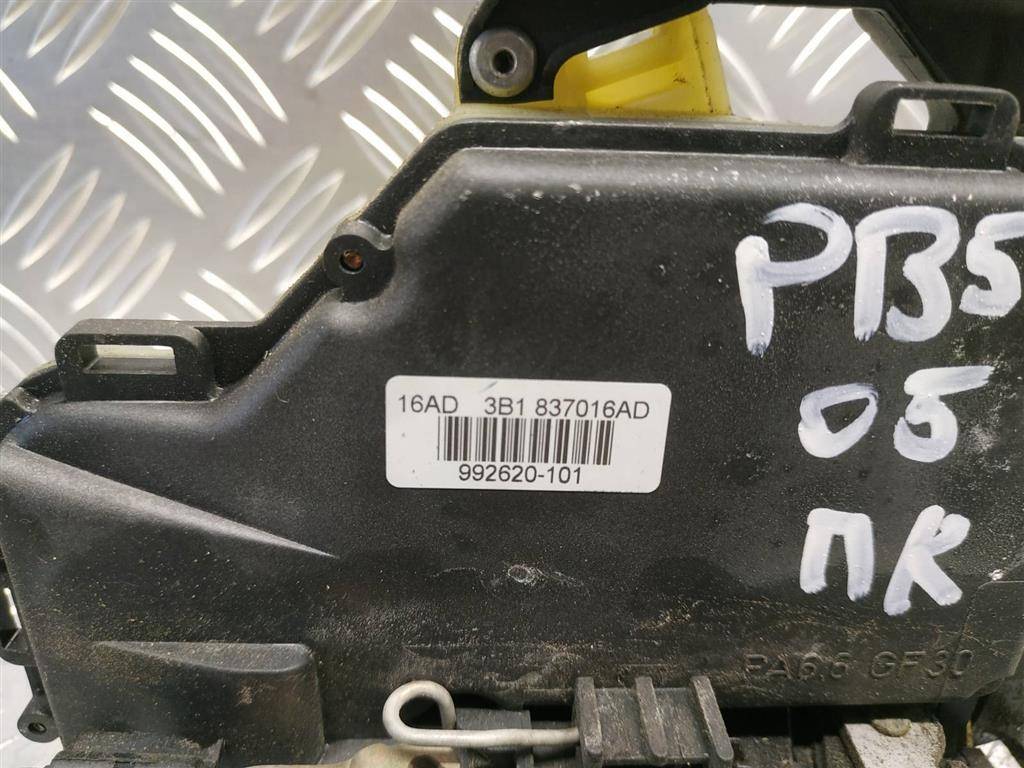 PB5
05
ПК
16AD 3B1 837016AD
992620-101
PA6.6 GF30